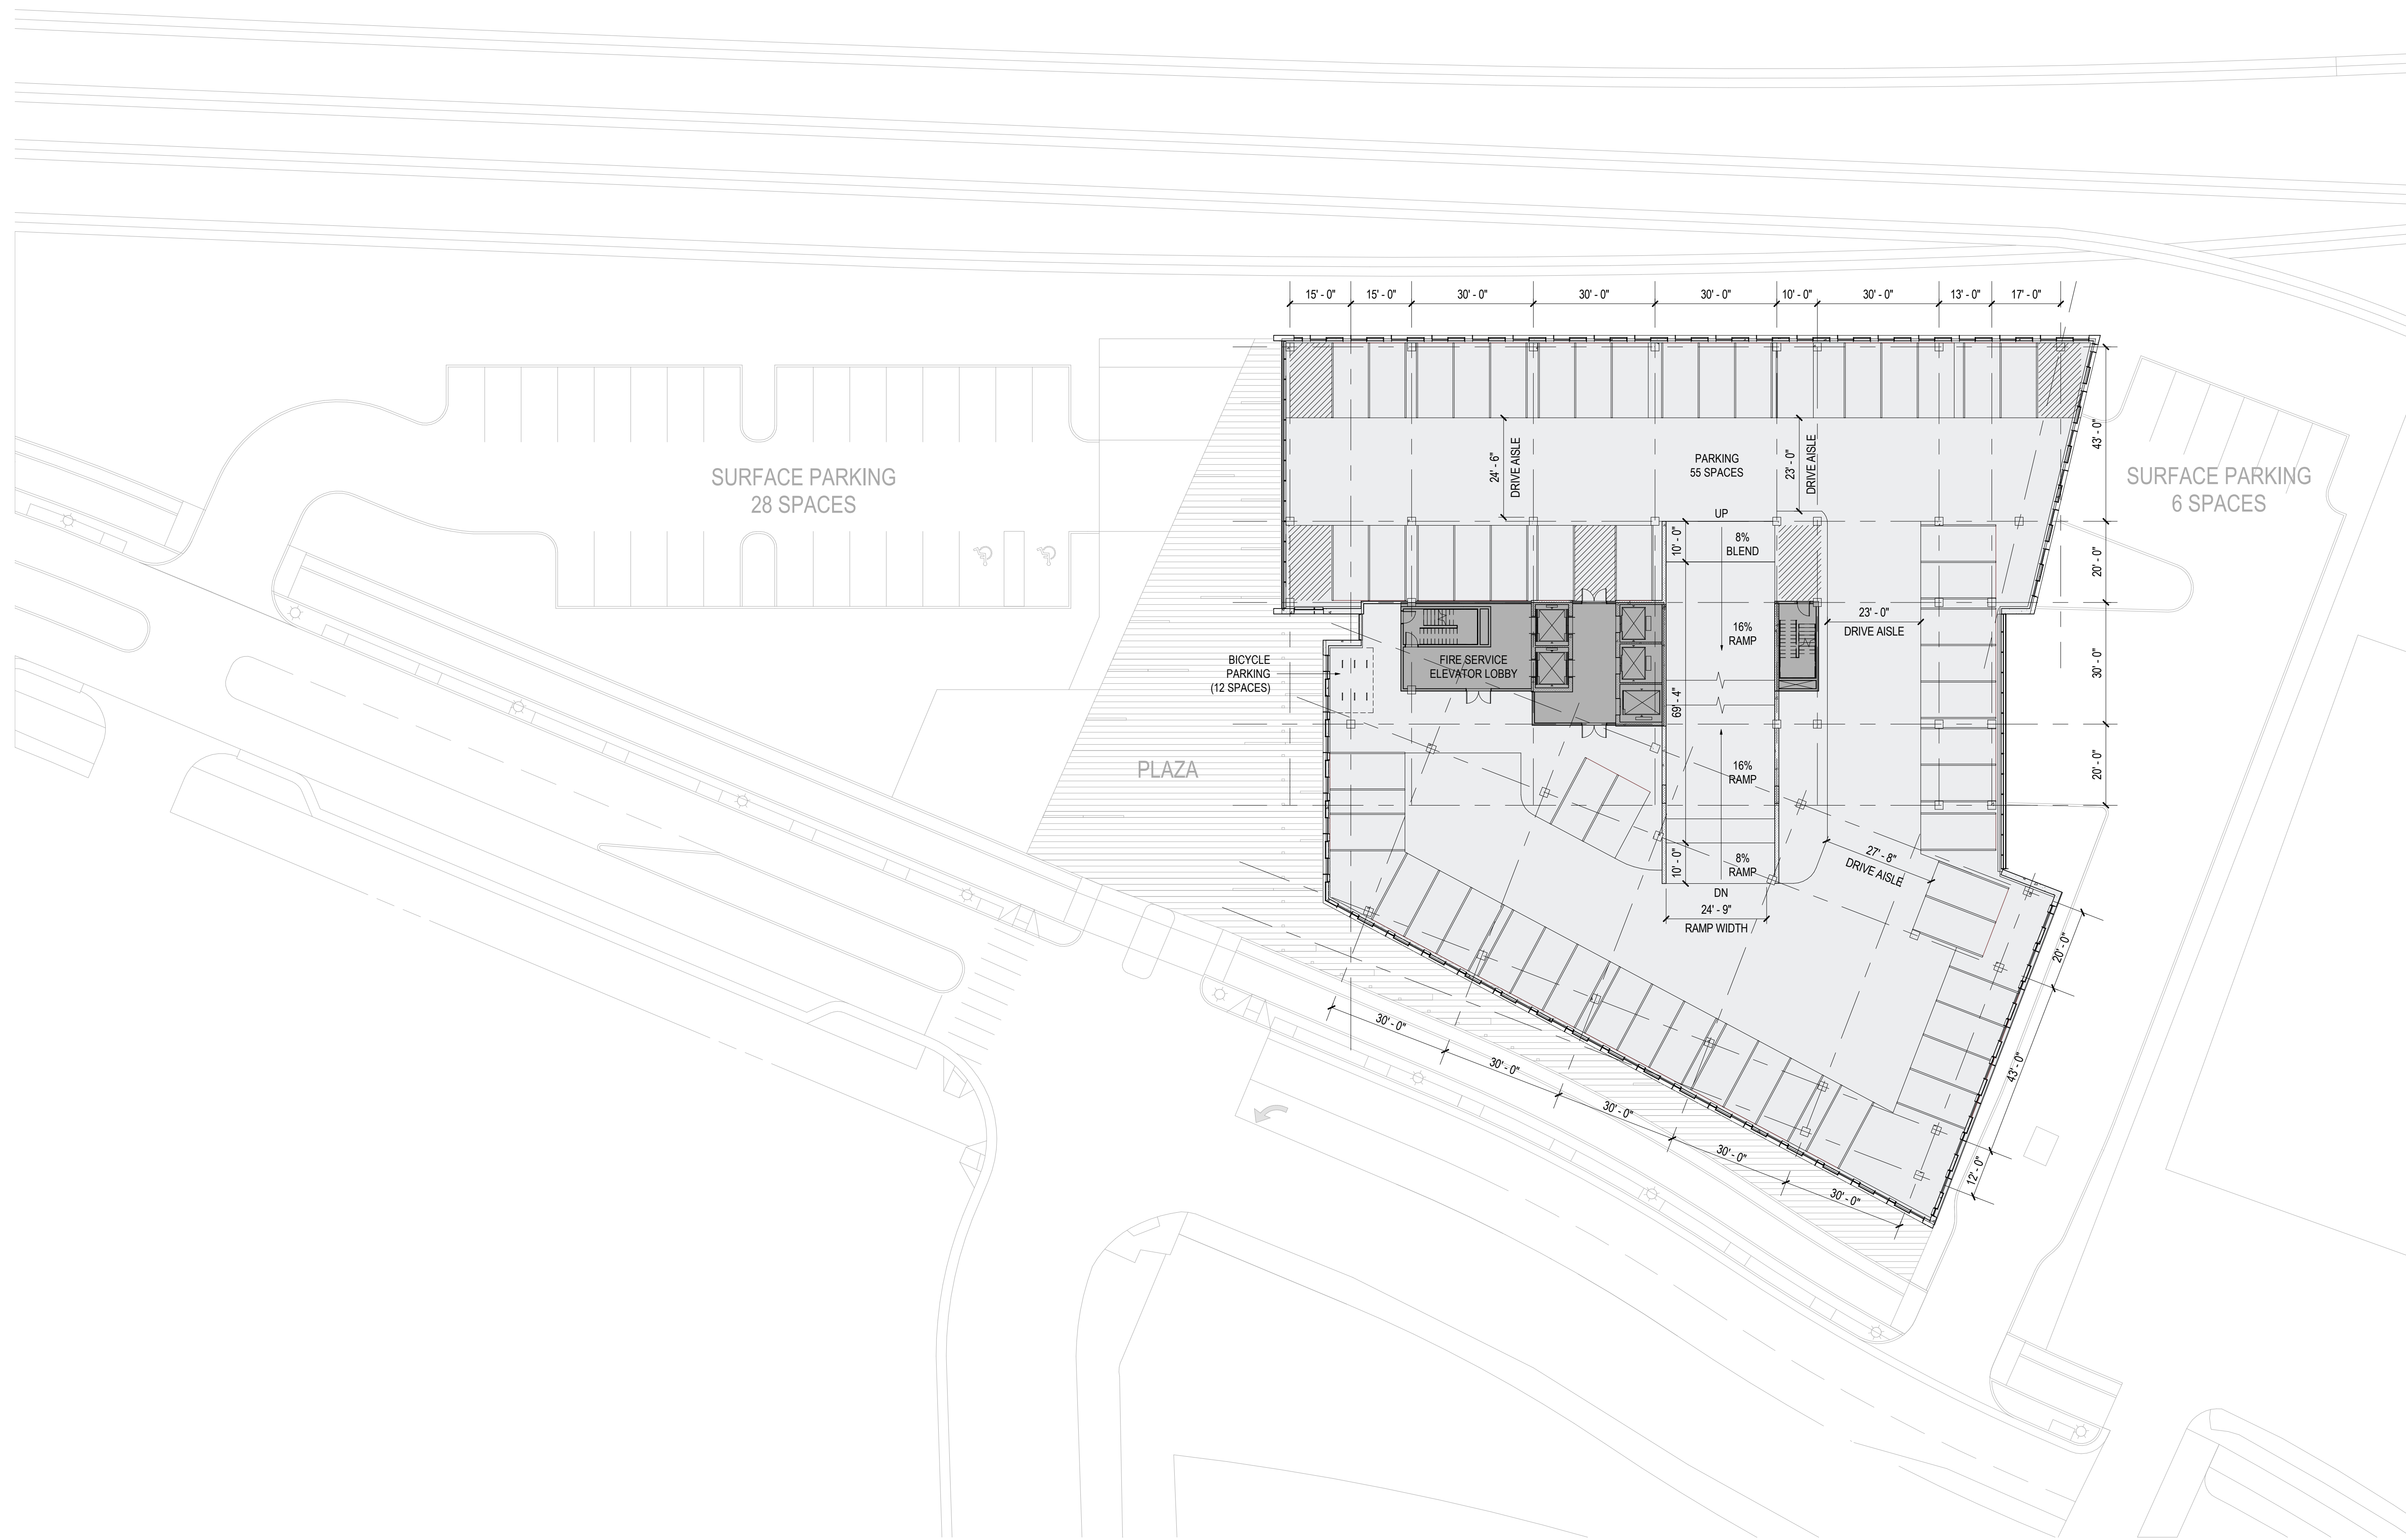 15' - 0"
15' - 0"
30' - 0"
30' - 0"
30' - 0"
10' - 0"
30' - 0"
13' - 0"
17' - 0"
43' - 0"
24' - 6"
DRIVE AISLE
PARKING
55 SPACES
23' - 0"
DRIVE AISLE
SURFACE PARKING
28 SPACES
SURFACE PARKING
6 SPACES
UP
10' - 0"
8%
BLEND
20' - 0"
23' - 0"
DRIVE AISLE
16%
RAMP
BICYCLE
PARKING
(12 SPACES)
FIRE SERVICE
ELEVATOR LOBBY
30' - 0"
69' - 4"
PLAZA
16%
RAMP
20' - 0"
10' - 0"
8%
RAMP
27' - 8"
DRIVE AISLE
DN
24' - 9"
RAMP WIDTH
20' - 0"
30' - 0"
30' - 0"
30' - 0"
30' - 0"
30' - 0"
43' - 0"
12' - 0"